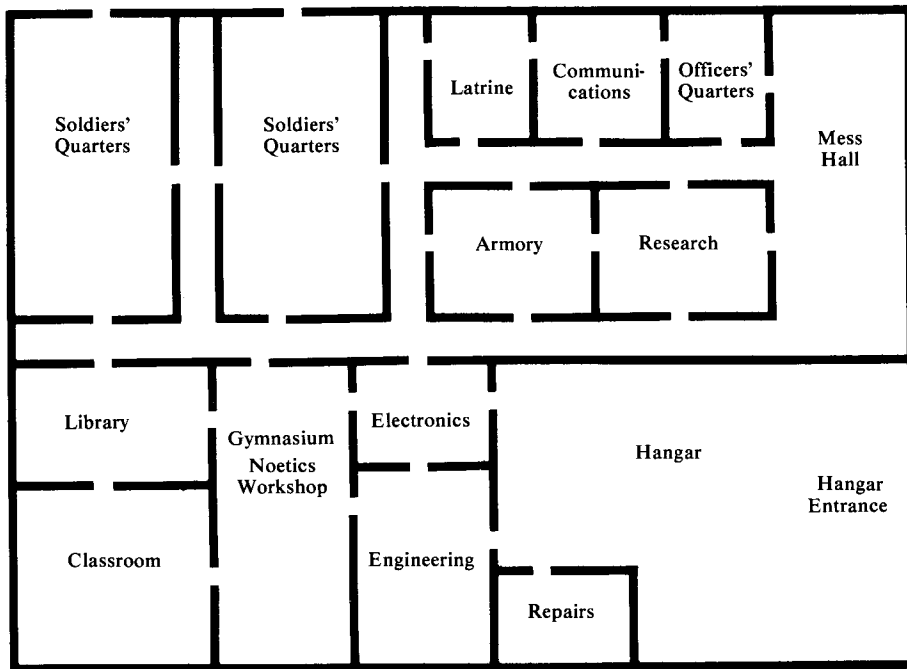 Soldiers'
Quarters
Soldiers'
Quarters
Latrine
Communi-
cations
Officers'
Quarters
Mess
Hall
Armory
Research
Library
Gymnasium
Noetics
Workshop
Electronics
Hangar
Hangar
Entrance
Classroom
Engineering
Repairs